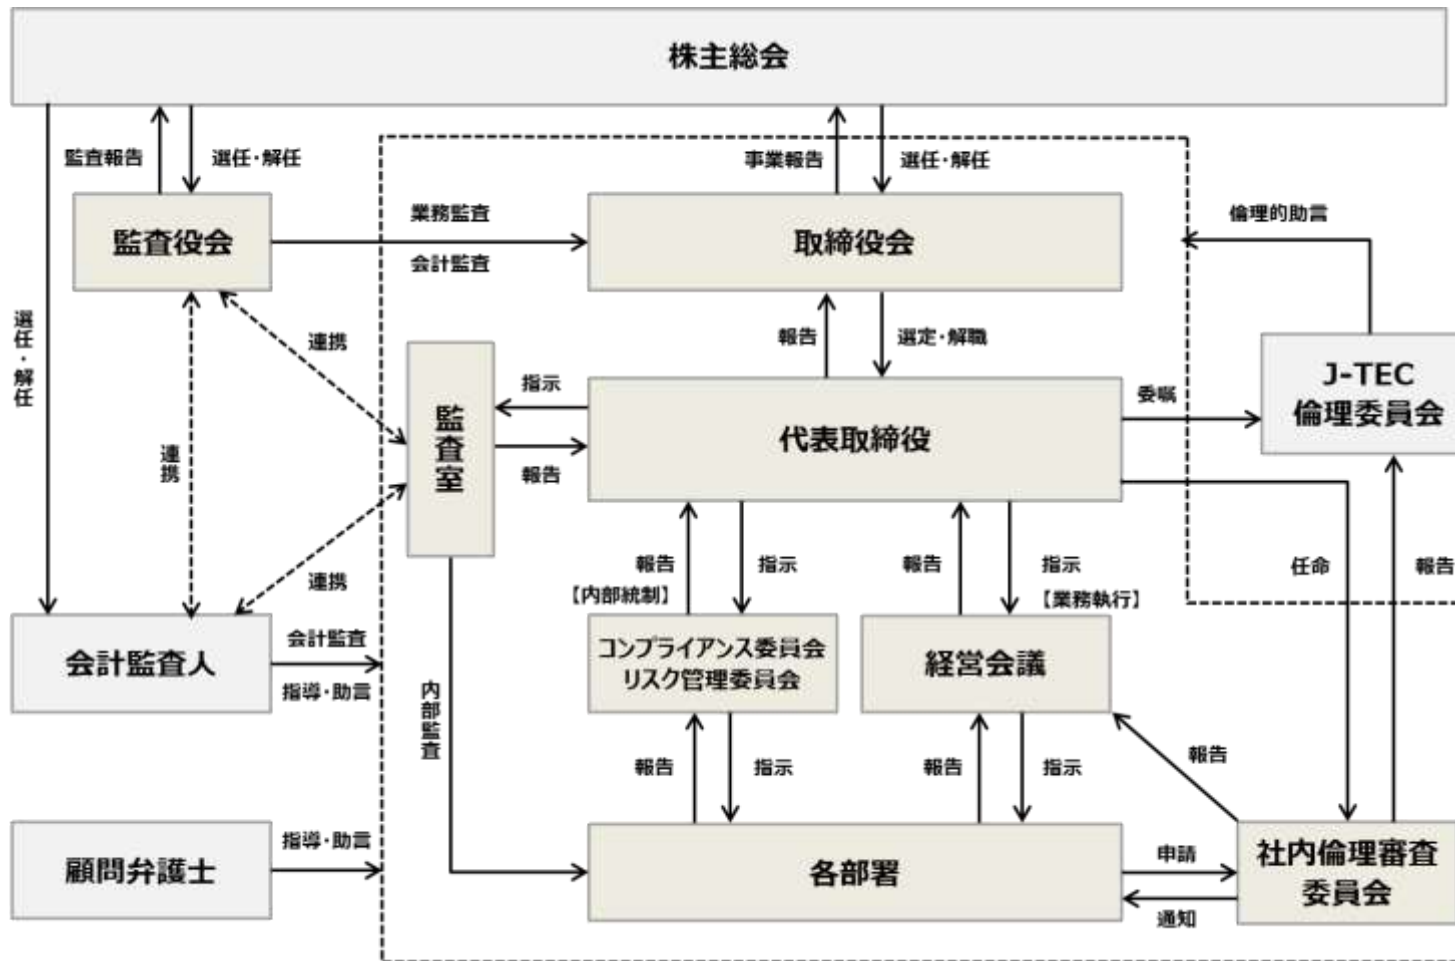 株主総会
監査報告
選任・解任
事業報告
選任・解任
監査役会
業務監査
会計監査
取締役会
倫理的助言
選任・解任
連携
連携
報告
選定・解職
監査室
指示
報告
代表取締役
委嘱
J-TEC
倫理委員会
連携
報告
指示
報告
指示
任命
報告
【内部統制】
【業務執行】
会計監査人
会計監査
指導・助言
コンプライアンス委員会
リスク管理委員会
経営会議
内部監査
報告
指示
報告
指示
報告
顧問弁護士
指導・助言
各部署
申請
通知
社内倫理審査
委員会